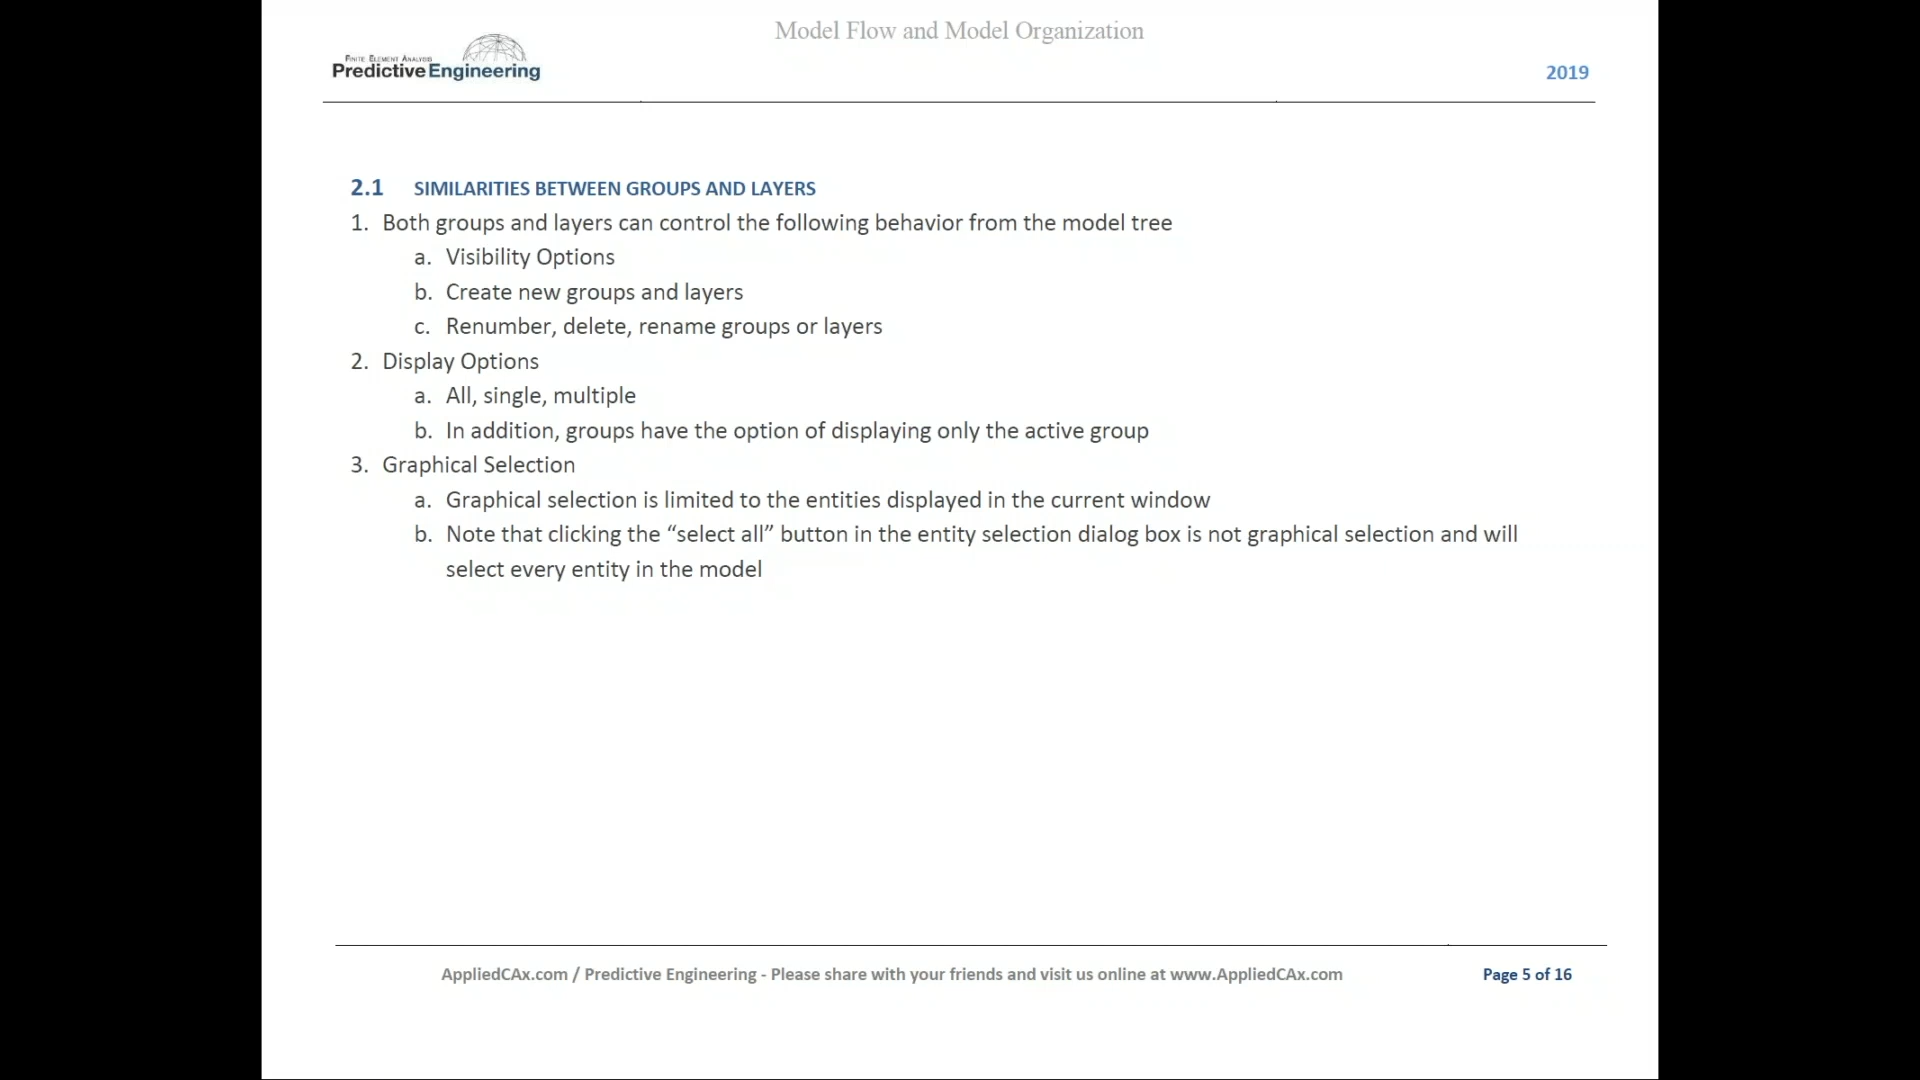 Model Flow and Model Organization
FINITE ELEMENT ANALYSIS
Predictive Engineering
2019
2.1 SIMILARITIES BETWEEN GROUPS AND LAYERS
1. Both groups and layers can control the following behavior from the model tree
a. Visibility Options
b. Create new groups and layers
c. Renumber, delete, rename groups or layers
2. Display Options
a. All, single, multiple
b. In addition, groups have the option of displaying only the active group
3. Graphical Selection
a. Graphical selection is limited to the entities displayed in the current window
b. Note that clicking the “select all” button in the entity selection dialog box is not graphical selection and will
select every entity in the model
AppliedCAx.com / Predictive Engineering - Please share with your friends and visit us online at www.AppliedCAx.com
Page 5 of 16